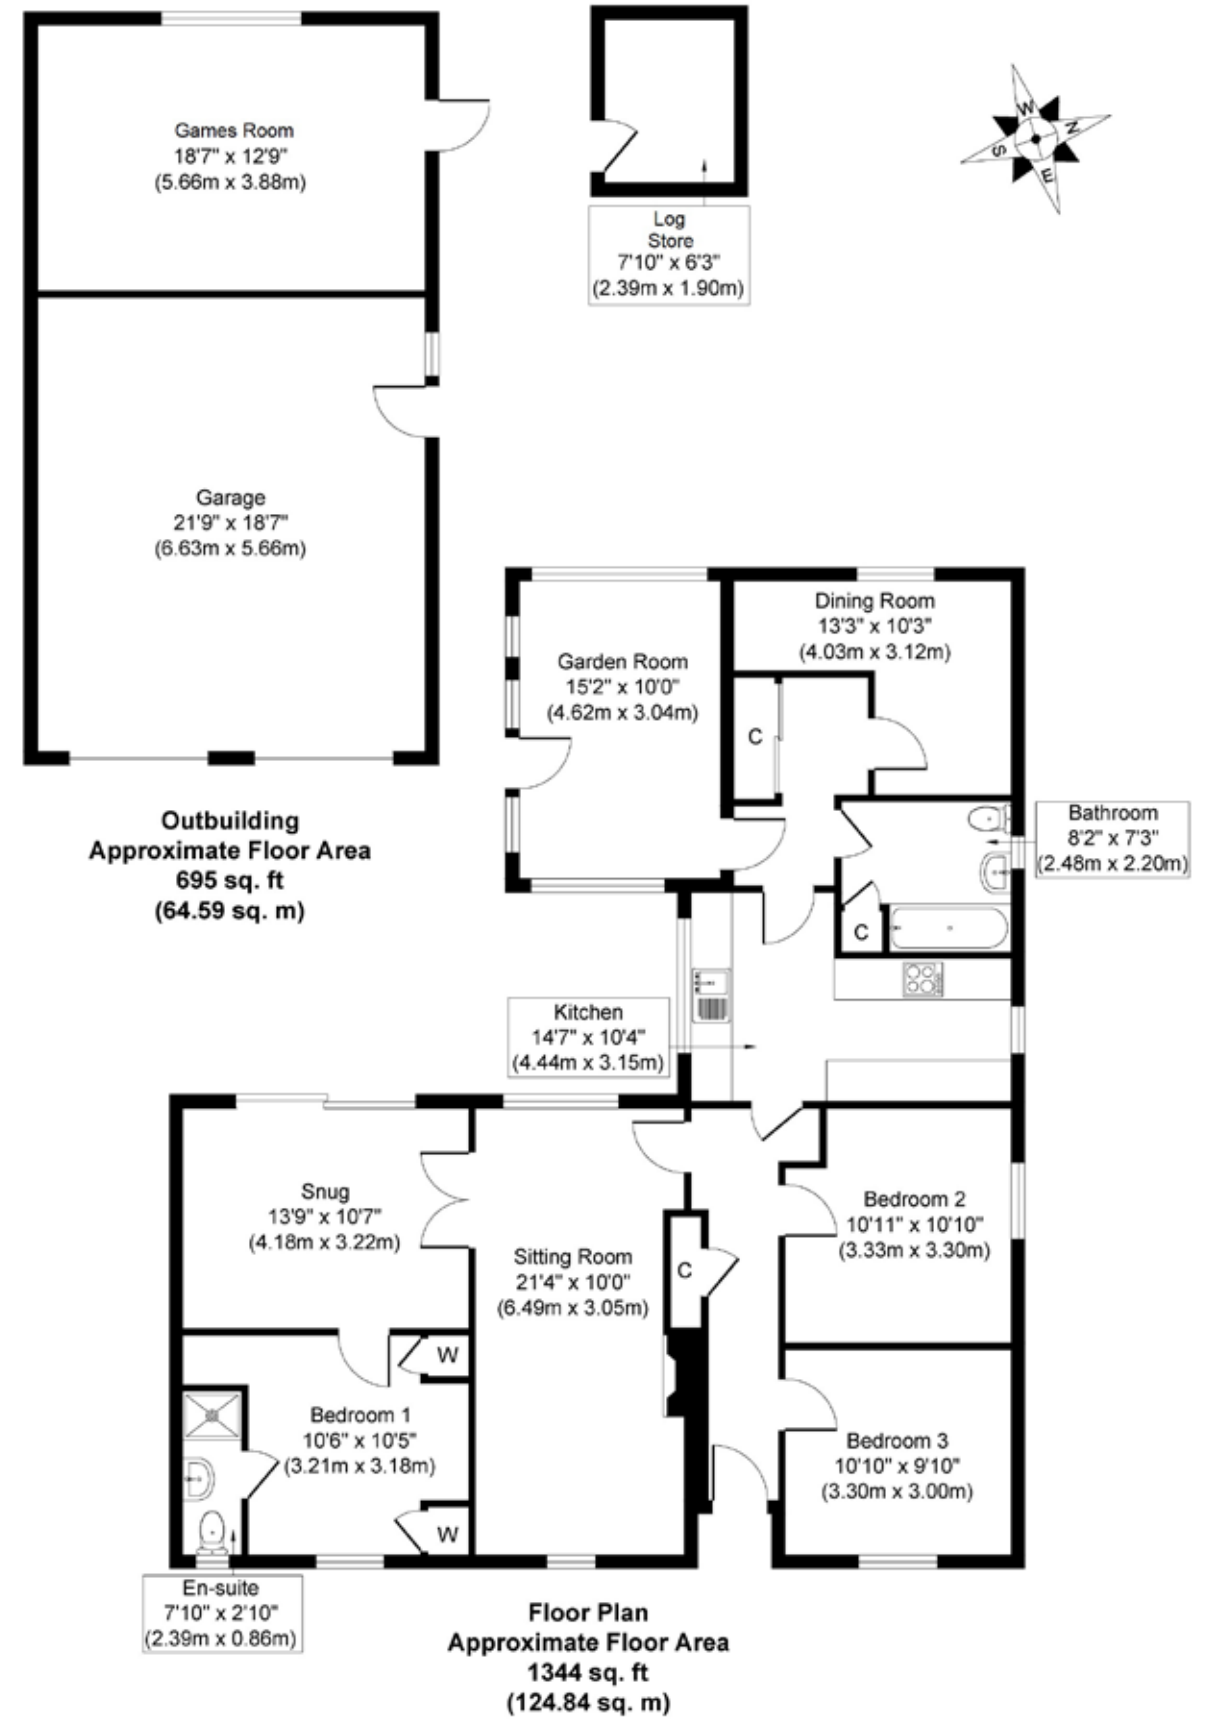 Games Room
18'7" x 12'9"
(5.66m x 3.88m)
Log
Store
7'10" x 6'3"
(2.39m x 1.90m)
W
N
S
E
Garage
21'9" x 18'7"
(6.63m x 5.66m)
Outbuilding
Approximate Floor Area
695 sq. ft
(64.59 sq. m)
Garden Room
15'2" x 10'0"
(4.62m x 3.04m)
Dining Room
13'3" x 10'3"
(4.03m x 3.12m)
C
Bathroom
8'2" x 7'3"
(2.48m x 2.20m)
C
Kitchen
14'7" x 10'4"
(4.44m x 3.15m)
Snug
13'9" x 10'7"
(4.18m x 3.22m)
Sitting Room
21'4" x 10'0"
(6.49m x 3.05m)
C
Bedroom 2
10'11" x 10'10"
(3.33m x 3.30m)
W
Bedroom 1
10'6" x 10'5"
(3.21m x 3.18m)
W
Bedroom 3
10'10" x 9'10"
(3.30m x 3.00m)
En-suite
7'10" x 2'10"
(2.39m x 0.86m)
Floor Plan
Approximate Floor Area
1344 sq. ft
(124.84 sq. m)